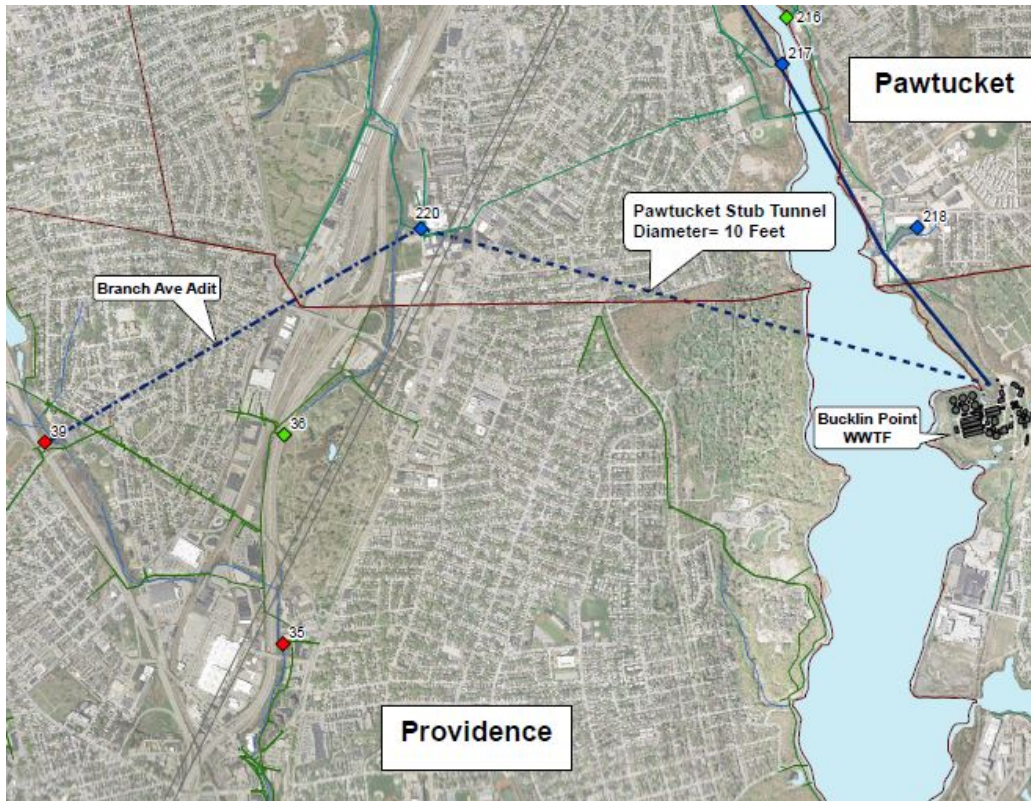 216
217
Pawtucket
220
Pawtucket Stub Tunnel
Diameter= 10 Feet
218
Branch Ave Adit
39
36
Bucklin Point
WWTF
35
Providence